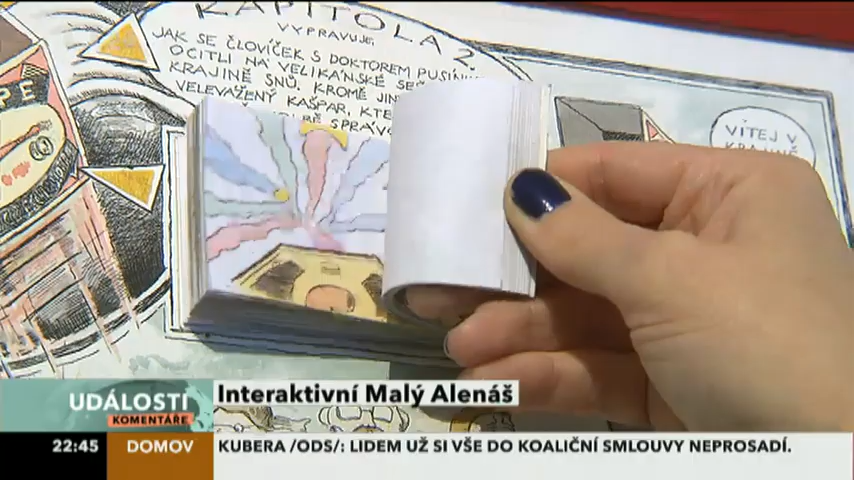 KAPITOLA 2.
VYPRAVUJE,
JAK SE ČLOVÍČEK S DOKTOREM
OCITLI NA VELIKÁNSKÉ
KRAJINĚ SNŮ. KROMĚ
VELEVÁŽENÝ KAŠPAR,
SPRÁV
VÍTEJ V
UDÁLOSTI
KOMENTÁŘE
Interaktivní Malý Alenáš
22:45 DOMOV KUBERA /ODS/: LIDEM UŽ SI VŠE DO KOALIČNÍ SMLOUVY NEPROSADÍ.